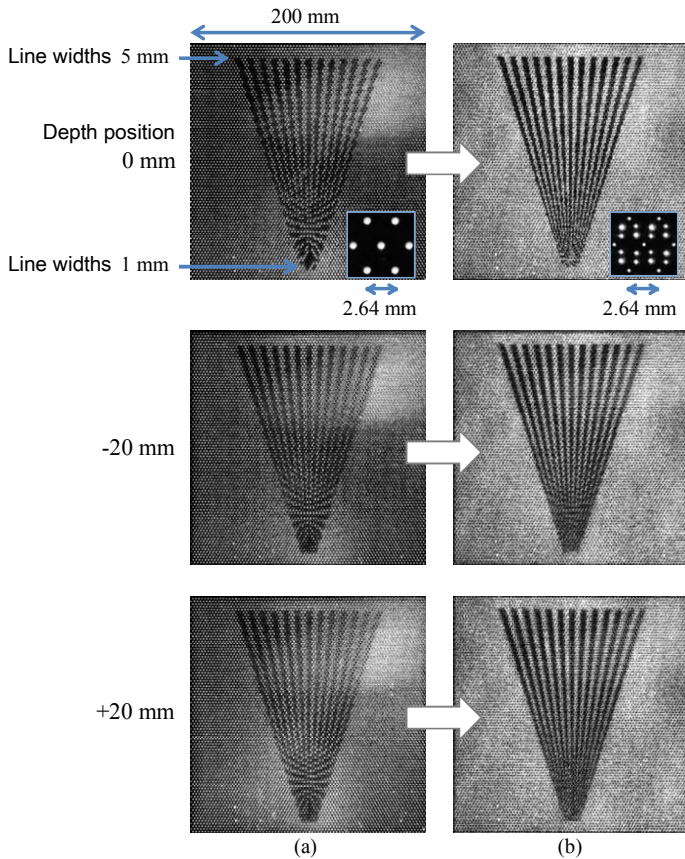 200 mm
Line widths 5 mm
Depth position
0 mm
Line widths 1 mm
2.64 mm
2.64 mm
-20 mm
+20 mm
(a)
(b)